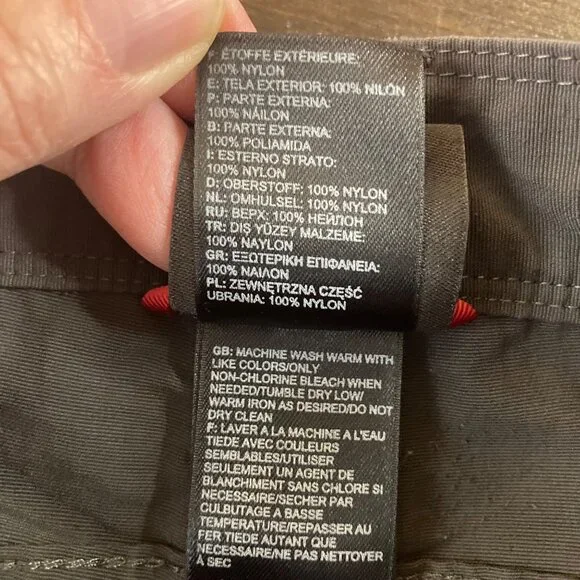 F: ÉTOFFE EXTÉRIEURE:
100% NYLON
E: TELA EXTERIOR: 100% NILÓN
P: PARTE EXTERNA:
100% NÁILON
B: PARTE EXTERNA:
100% POLIAMIDA
I: ESTERNO STRATO:
100% NYLON
D: OBERSTOFF: 100% NYLON
NL: OMHULSEL: 100% NYLON
RU: ВЕРХ: 100% НЕЙЛОН
TR: DIŞ YÜZEY MALZEME:
100% NAYLON
GR: ΕΞΩΤΕΡΙΚΗ ΕΠΙΦΑΝΕΙΑ:
100% ΝΑΙΛΟΝ
PL: ZEWNĘTRZNA CZĘŚĆ
UBRANIA: 100% NYLON
GB: MACHINE WASH WARM WITH
LIKE COLORS/ONLY
NON-CHLORINE BLEACH WHEN
NEEDED/TUMBLE DRY LOW/
WARM IRON AS DESIRED/DO NOT
DRY CLEAN
F: LAVER A LA MACHINE A L'EAU
TIEDE AVEC COULEURS
SEMBLABLES/UTILISER
SEULEMENT UN AGENT DE
BLANCHIMENT SANS CHLORE SI
NECESSAIRE/SECHER PAR
CULBUTAGE A BASSE
TEMPERATURE/REPASSER AU
FER CHAUD, SI
NECESSAIRE/NE PAS NETTOYER
A SEC